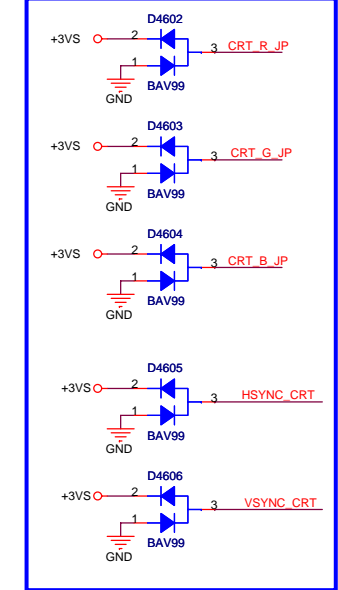 D4602
+3VS 2 3 CRT_R_JP
1
GND BAV99
D4603
+3VS 2 3 CRT_G_JP
1
GND BAV99
D4604
+3VS 2 3 CRT_B_JP
1
GND BAV99
D4605
+3VS 2 3 HSYNC_CRT
1
GND BAV99
D4606
+3VS 2 3 VSYNC_CRT
1
GND BAV99